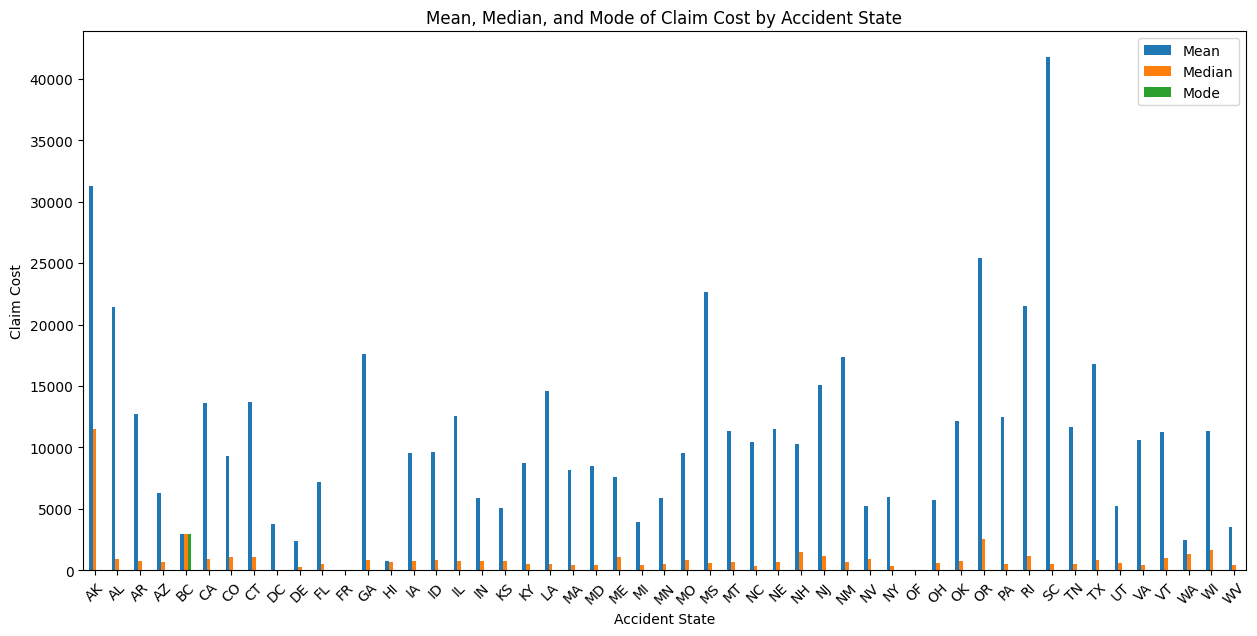 Mean, Median, and Mode of Claim Cost by Accident State
Mean
Median
Mode
Claim Cost
40000
35000
30000
25000
20000
15000
10000
5000
0
AK AL AR AZ BC CA CO CT DC DE FL FR GA HI IA ID IL IN KS KY LA MA MD ME MI MN MO MS MT NC NE NH NJ NM NV NY OF OH OK OR PA RI SC TN TX UT VA VT WA WI WV
Accident State